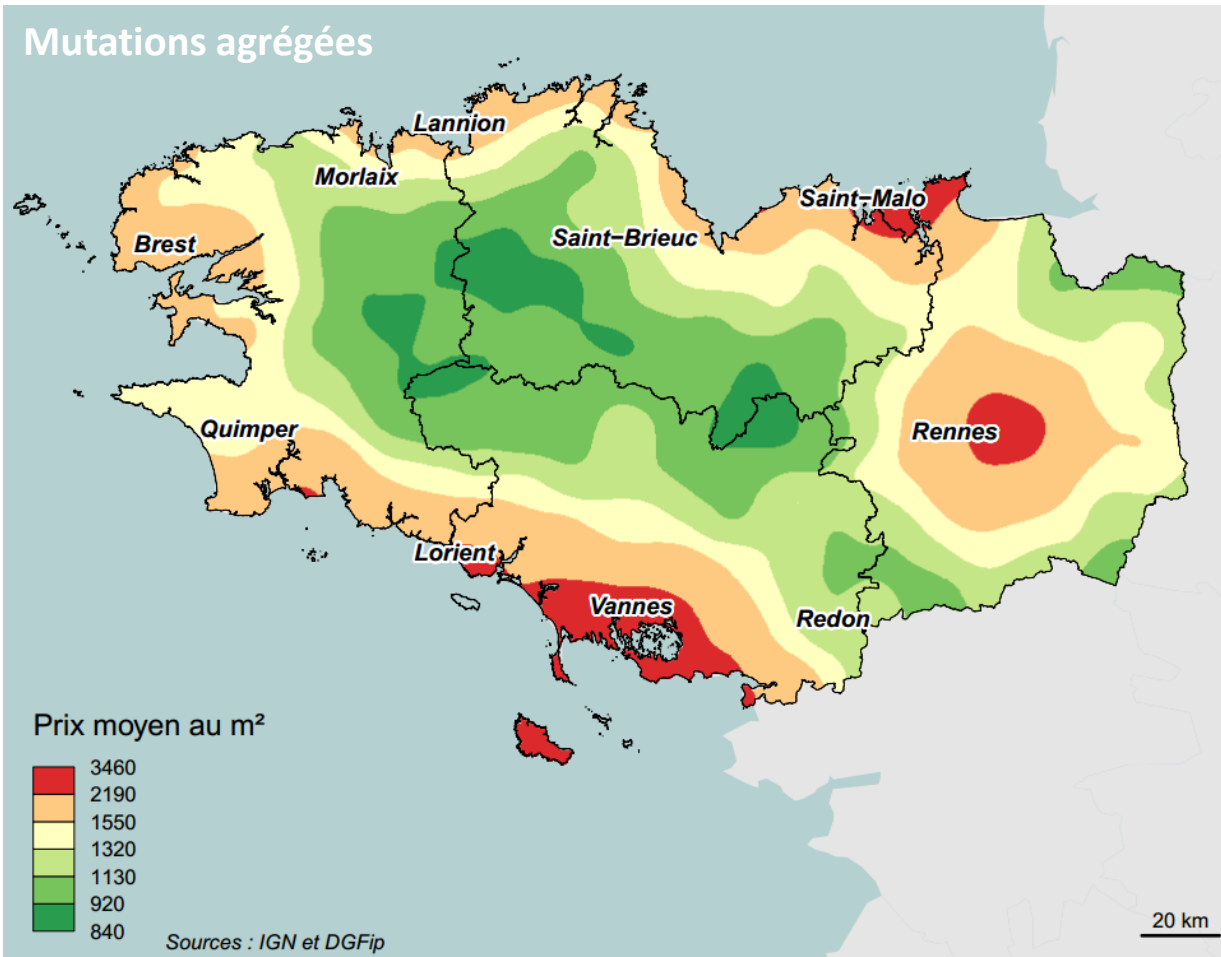 Mutations agrégées
Lannion
Morlaix
Saint−Malo
Brest
Saint−Brieuc
Quimper
Rennes
Lorient
Vannes
Redon
Prix moyen au m²
3460
2190
1550
1320
1130
920
840
20 km
Sources : IGN et DGFip